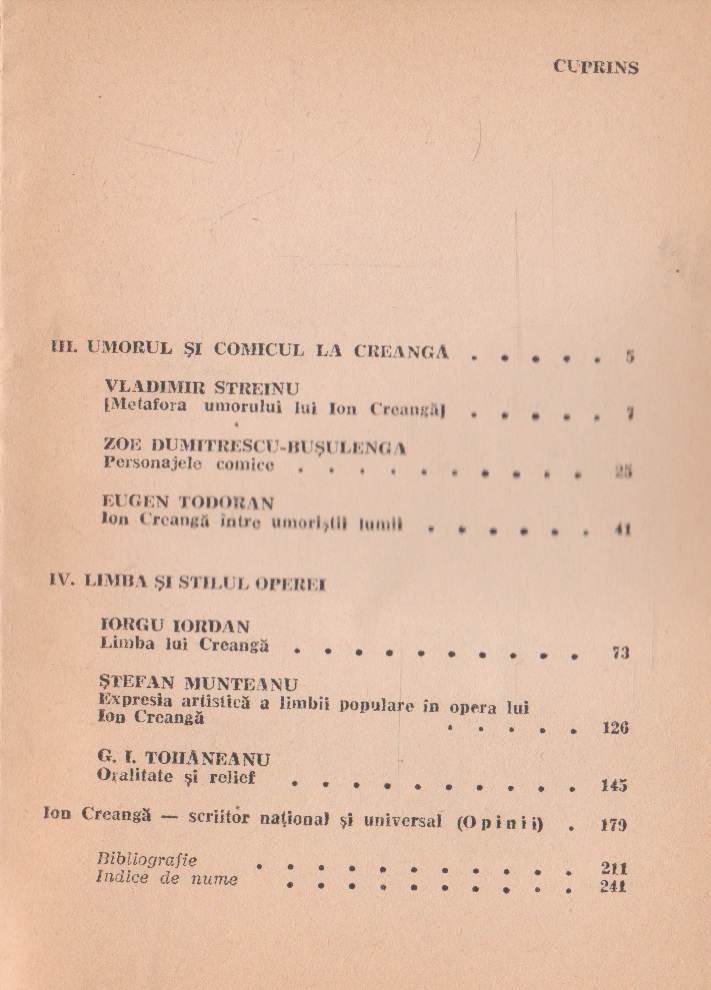 CUPRINS
III. UMORUL ŞI COMICUL LA CREANGĂ . . . . . 5
VLADIMIR STREINU
[Metafora umorului lui Ion Creangă] . . . . . . 7
ZOE DUMITRESCU-BUŞULENGA
Personajele comice . . . . . . . . . . 25
EUGEN TODORAN
Ion Creangă între umoriştii lumii . . . . . . 41
IV. LIMBA ŞI STILUL OPEREI
IORGU IORDAN
Limba lui Creangă . . . . . . . . . . 73
ŞTEFAN MUNTEANU
Expresia artistică a limbii populare în opera lui
Ion Creangă . . . . . 126
G. I. TOHĂNEANU
Oralitate şi relief . . . . . . . . . . 145
Ion Creangă — scriitor naţional şi universal (Opinii) . 179
Bibliografie . . . . . . . . . . . 211
Indice de nume . . . . . . . . . . 241